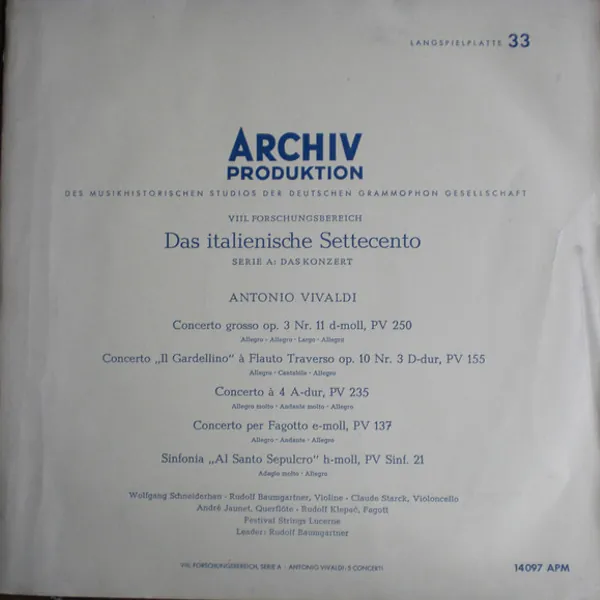 LANGSPIELPLATTE 33
ARCHIV
PRODUKTION
DES MUSIKHISTORISCHEN STUDIOS DER DEUTSCHEN GRAMMOPHON GESELLSCHAFT
VIII. FORSCHUNGSBEREICH
Das italienische Settecento
SERIE A: DAS KONZERT
ANTONIO VIVALDI
Concerto grosso op. 3 Nr. 11 d-moll, PV 250
Allegro · Allegro · Largo · Allegro
Concerto „Il Gardellino“ à Flauto Traverso op. 10 Nr. 3 D-dur, PV 155
Allegro · Cantabile · Allegro
Concerto à 4 A-dur, PV 235
Allegro molto · Andante molto · Allegro
Concerto per Fagotto e-moll, PV 137
Allegro · Andante · Allegro
Sinfonia „Al Santo Sepulcro“ h-moll, PV Sinf. 21
Adagio molto · Allegro
Wolfgang Schneiderhan · Rudolf Baumgartner, Violine · Claude Starck, Violoncello
André Jaunet, Querflöte · Rudolf Klepač, Fagott
Festival Strings Lucerne
Leader: Rudolf Baumgartner
VIII. FORSCHUNGSBEREICH, SERIE A · ANTONIO VIVALDI: 5 CONCERTI
14097 APM